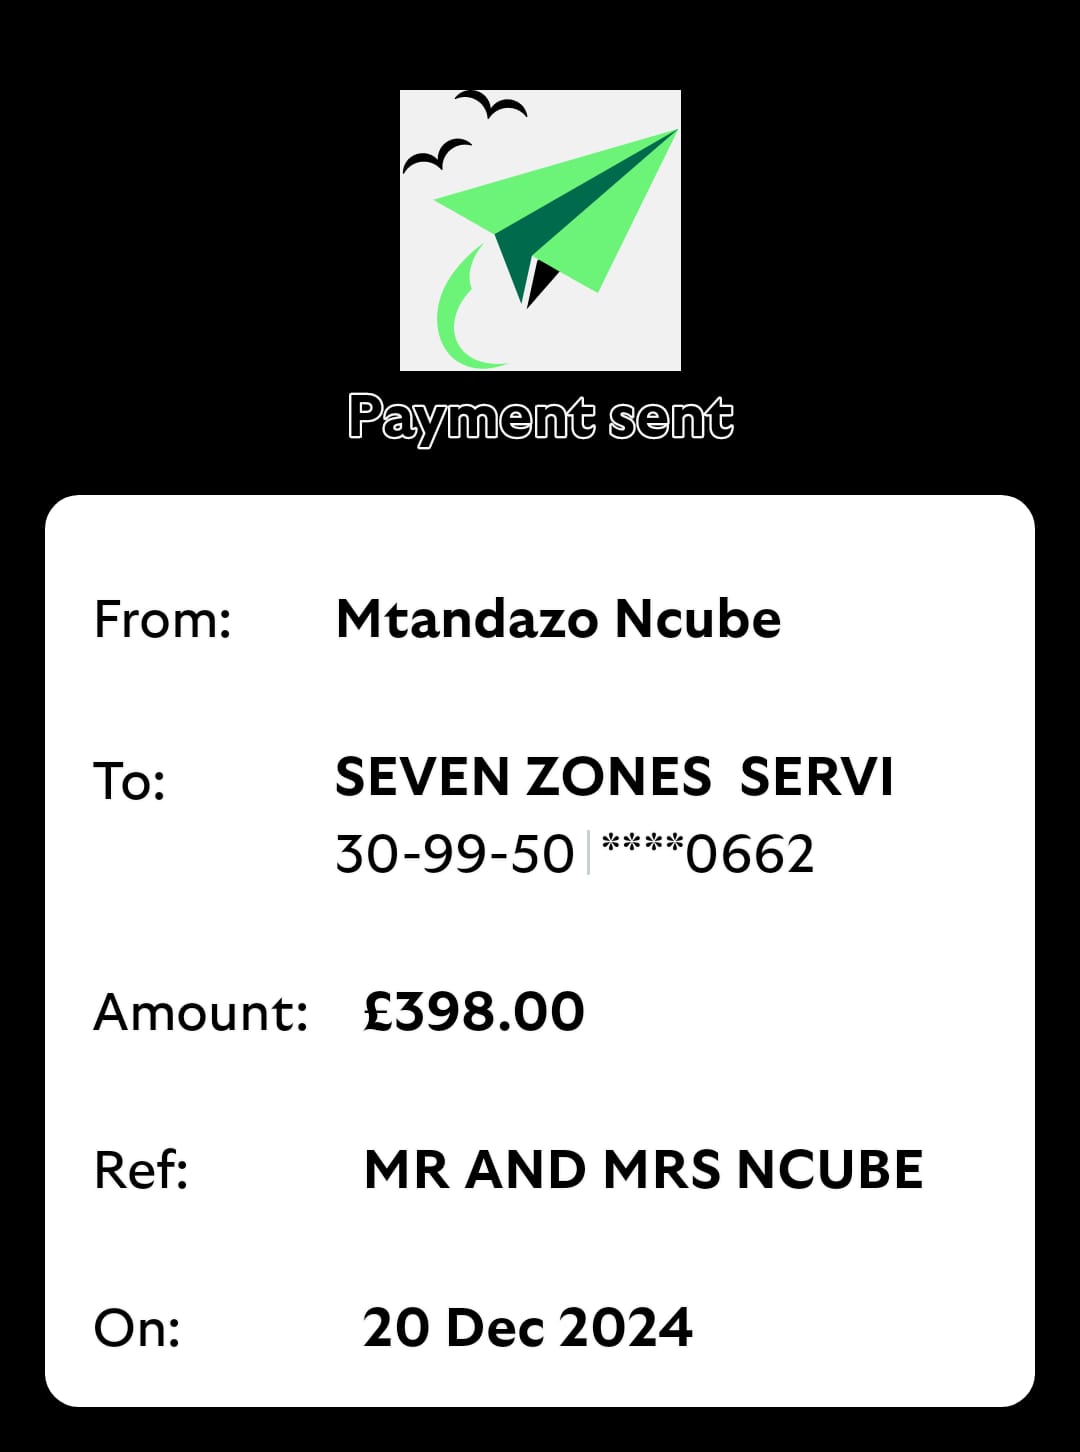 Payment sent
From: Mtandazo Ncube
To: SEVEN ZONES  SERVI
30-99-50 | ****0662
Amount: £398.00
Ref: MR AND MRS NCUBE
On: 20 Dec 2024